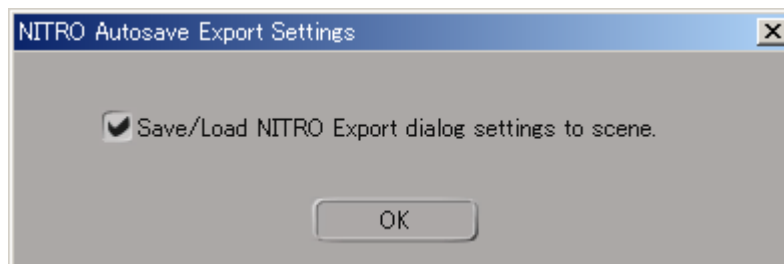 NITRO Autosave Export Settings
Save/Load NITRO Export dialog settings to scene.
OK